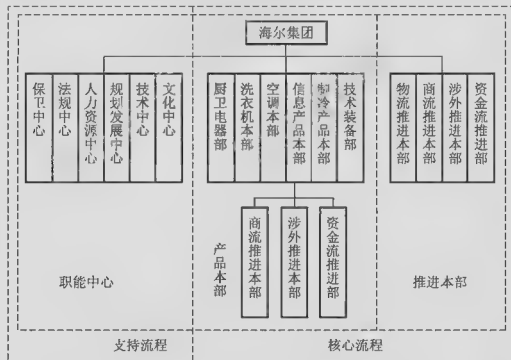 海尔集团
保卫中心
法规中心
人力资源中心
规划发展中心
技术中心
文化中心
厨卫电器部
洗衣机本部
空调本部
信息产品本部
制冷产品本部
技术装备部
物流推进本部
商流推进本部
涉外推进本部
资金流推进部
商流推进本部
涉外推进本部
资金流推进部
产品本部
职能中心
推进本部
支持流程
核心流程